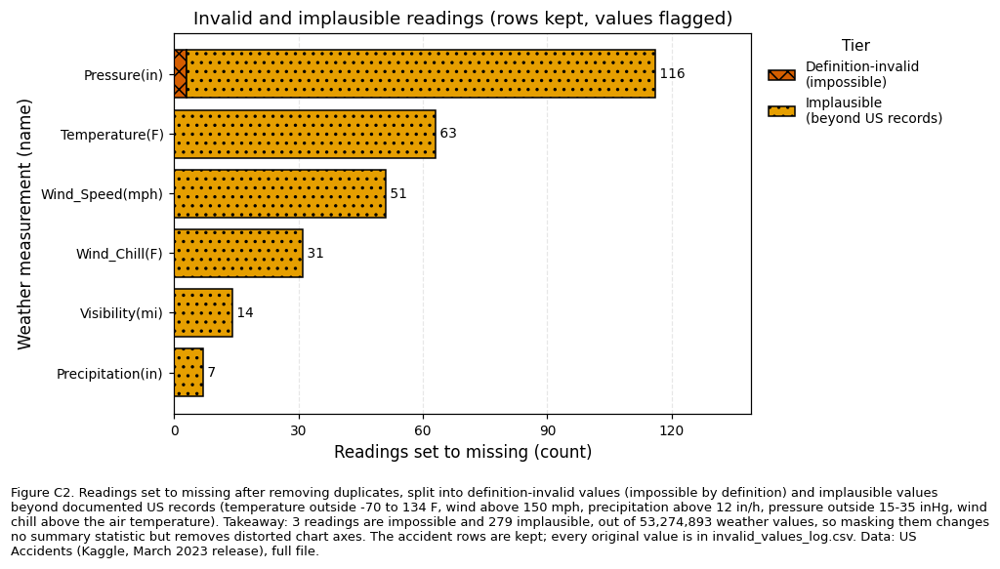 Invalid and implausible readings (rows kept, values flagged)
Weather measurement (name)
Pressure(in)
116
Temperature(F)
63
Wind_Speed(mph)
51
Wind_Chill(F)
31
Visibility(mi)
14
Precipitation(in)
7
0
30
60
90
120
Readings set to missing (count)
Tier
Definition-invalid
(impossible)
Implausible
(beyond US records)
Figure C2. Readings set to missing after removing duplicates, split into definition-invalid values (impossible by definition) and implausible values
beyond documented US records (temperature outside -70 to 134 F, wind above 150 mph, precipitation above 12 in/h, pressure outside 15-35 inHg, wind
chill above the air temperature). Takeaway: 3 readings are impossible and 279 implausible, out of 53,274,893 weather values, so masking them changes
no summary statistic but removes distorted chart axes. The accident rows are kept; every original value is in invalid_values_log.csv. Data: US
Accidents (Kaggle, March 2023 release), full file.